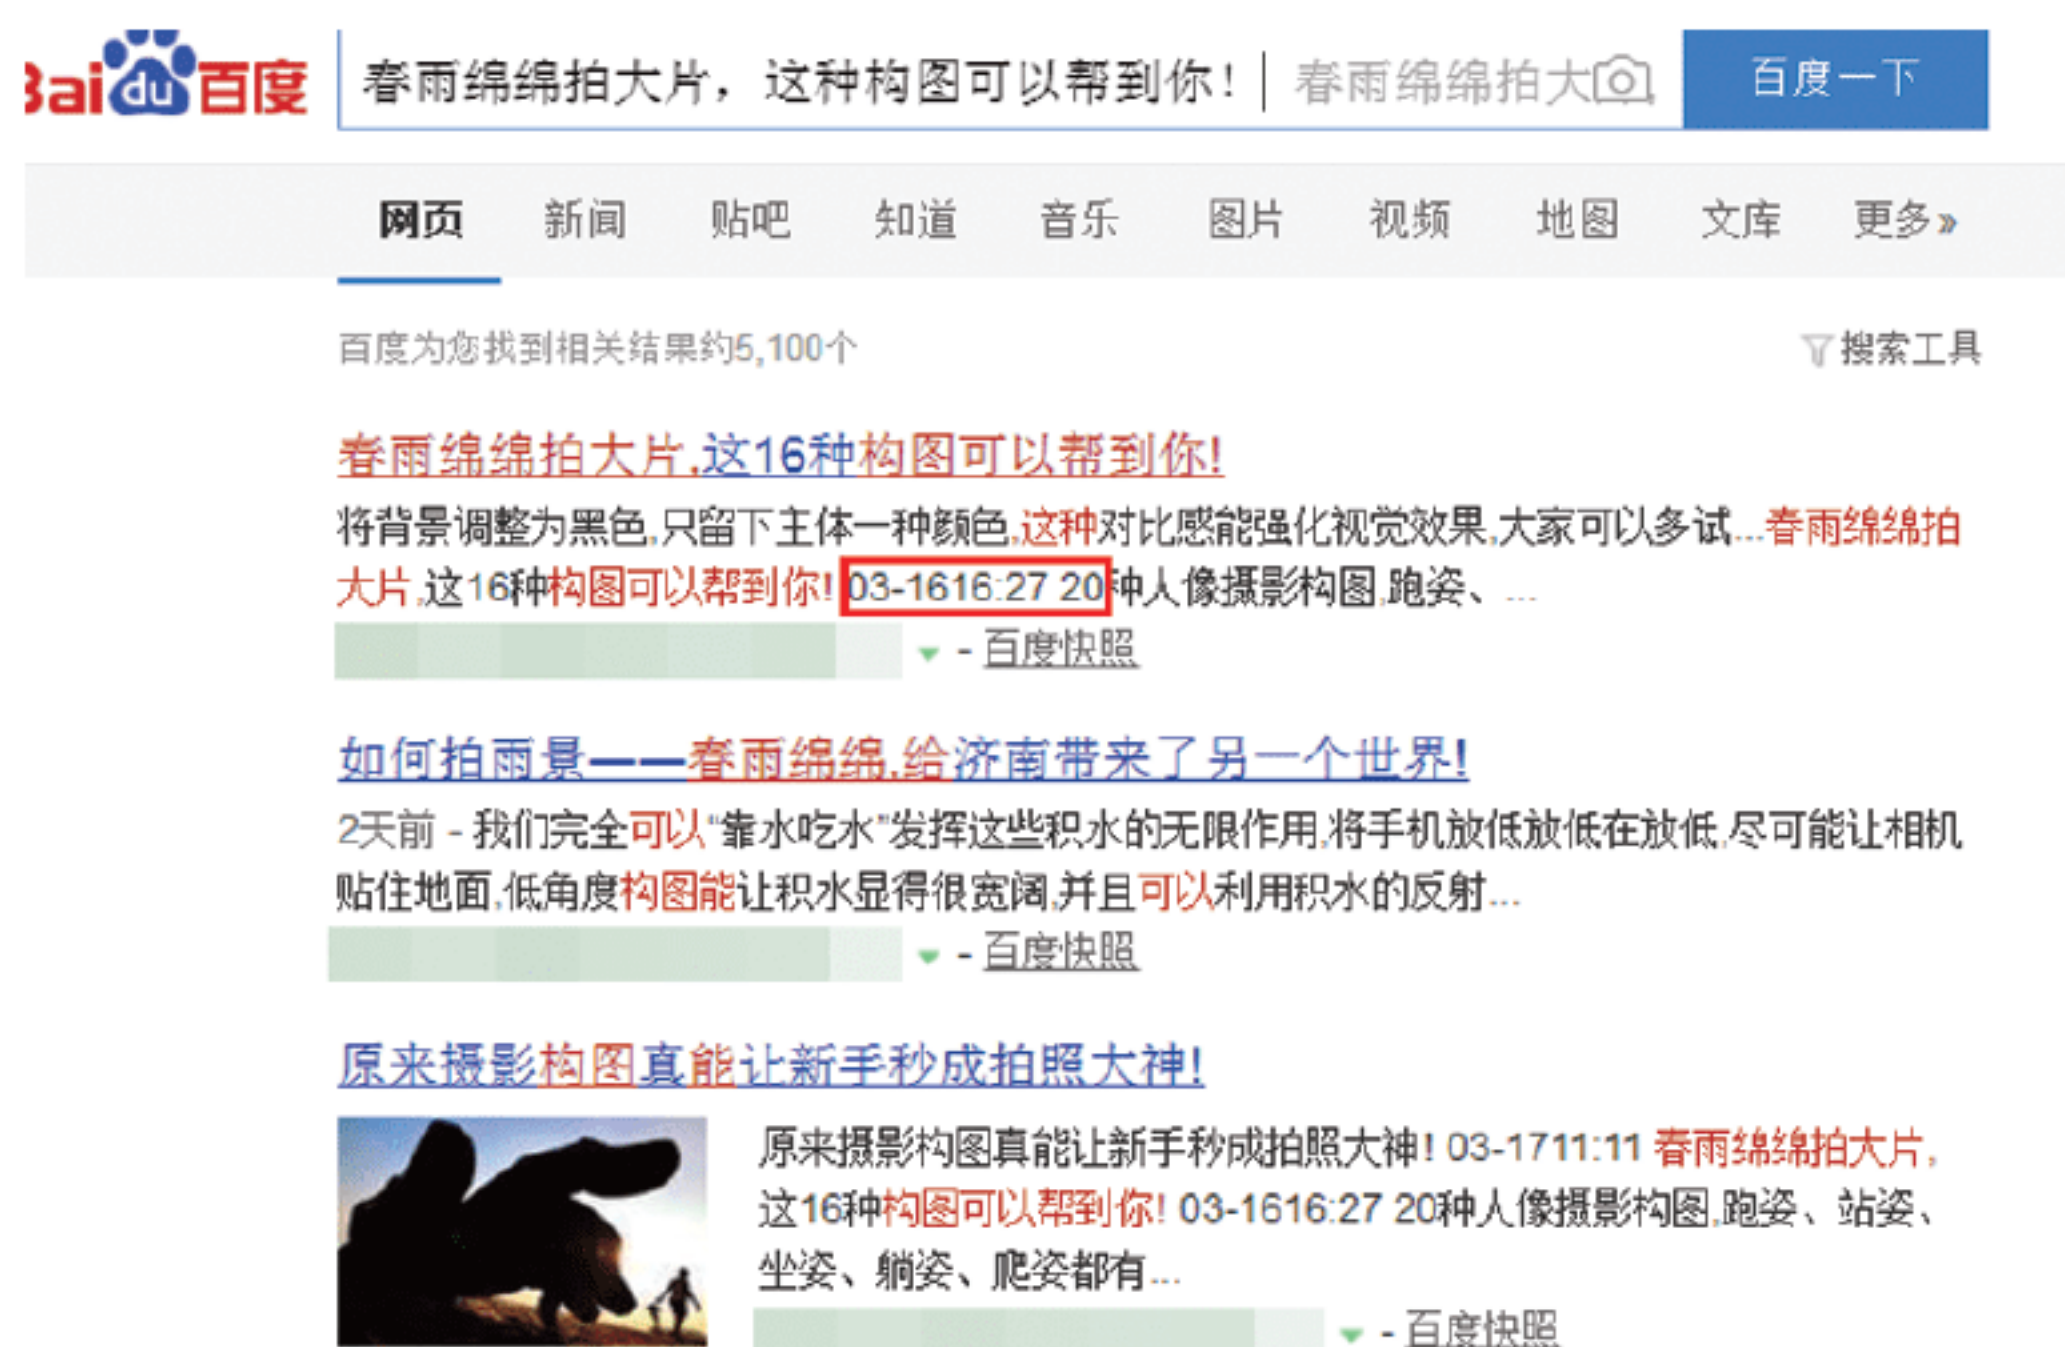 Bai du 百度 春雨绵绵拍大片，这种构图可以帮到你！ 春雨绵绵拍大 百度一下
网页 新闻 贴吧 知道 音乐 图片 视频 地图 文库 更多»
百度为您找到相关结果约5,100个 搜索工具
春雨绵绵拍大片,这16种构图可以帮到你!
将背景调整为黑色,只留下主体一种颜色,这种对比感能强化视觉效果,大家可以多试...春雨绵绵拍
大片,这16种构图可以帮到你! 03-1616:27 20种人像摄影构图,跑姿、...
- 百度快照
如何拍雨景——春雨绵绵,给济南带来了另一个世界!
2天前 - 我们完全可以“靠水吃水”发挥这些积水的无限作用,将手机放低放低在放低,尽可能让相机
贴住地面,低角度构图能让积水显得很宽阔,并且可以利用积水的反射...
- 百度快照
原来摄影构图真能让新手秒成拍照大神!
原来摄影构图真能让新手秒成拍照大神! 03-1711:11 春雨绵绵拍大片,
这16种构图可以帮到你! 03-1616:27 20种人像摄影构图,跑姿、站姿、
坐姿、躺姿、爬姿都有...
- 百度快照